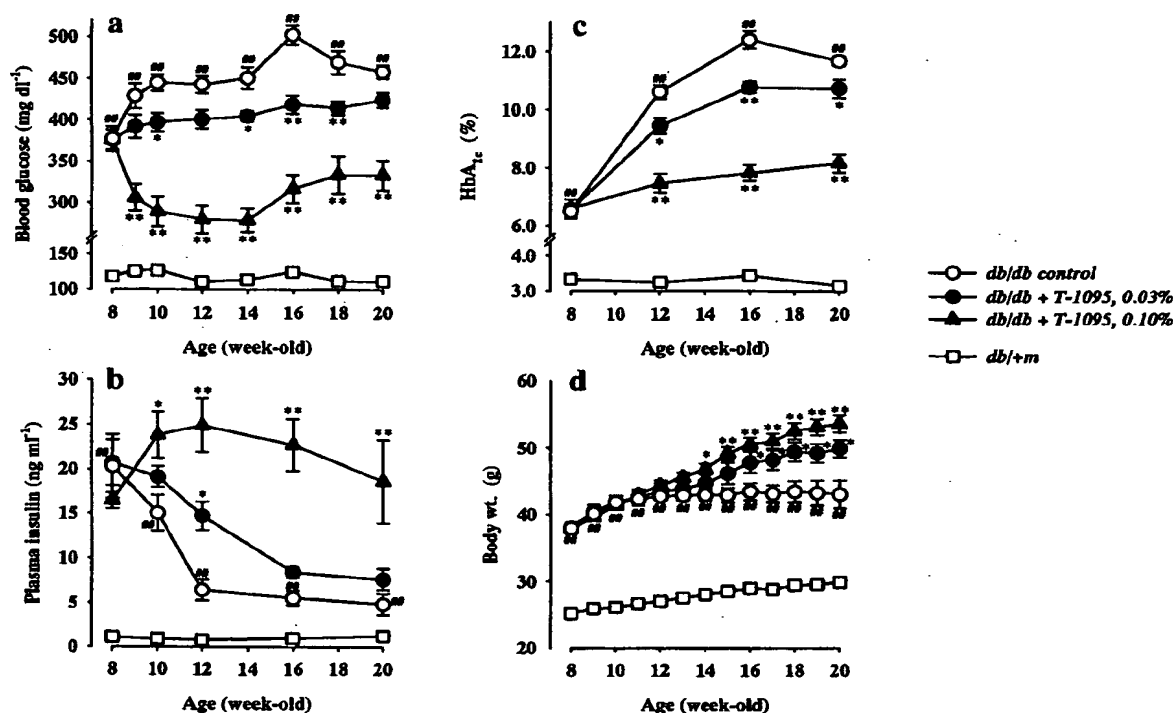 a
Blood glucose (mg dl-1)
500
450
400
350
300
150
100
8 10 12 14 16 18 20
Age (week-old)
** ** ** ** ** ** **
* * ** **
c
HbA1c (%)
12.0
10.0
8.0
6.0
4.0
3.0
8 10 12 14 16 18 20
Age (week-old)
* ** *
** ** **
db/db control
db/db + T-1095, 0.03%
db/db + T-1095, 0.10%
db/+m
b
Plasma insulin (ng ml-1)
30
25
20
15
10
5
0
8 10 12 14 16 18 20
Age (week-old)
* ** ** **
*
d
Body wt. (g)
60
50
40
30
20
8 10 12 14 16 18 20
Age (week-old)
* ** ** ** ** ** **